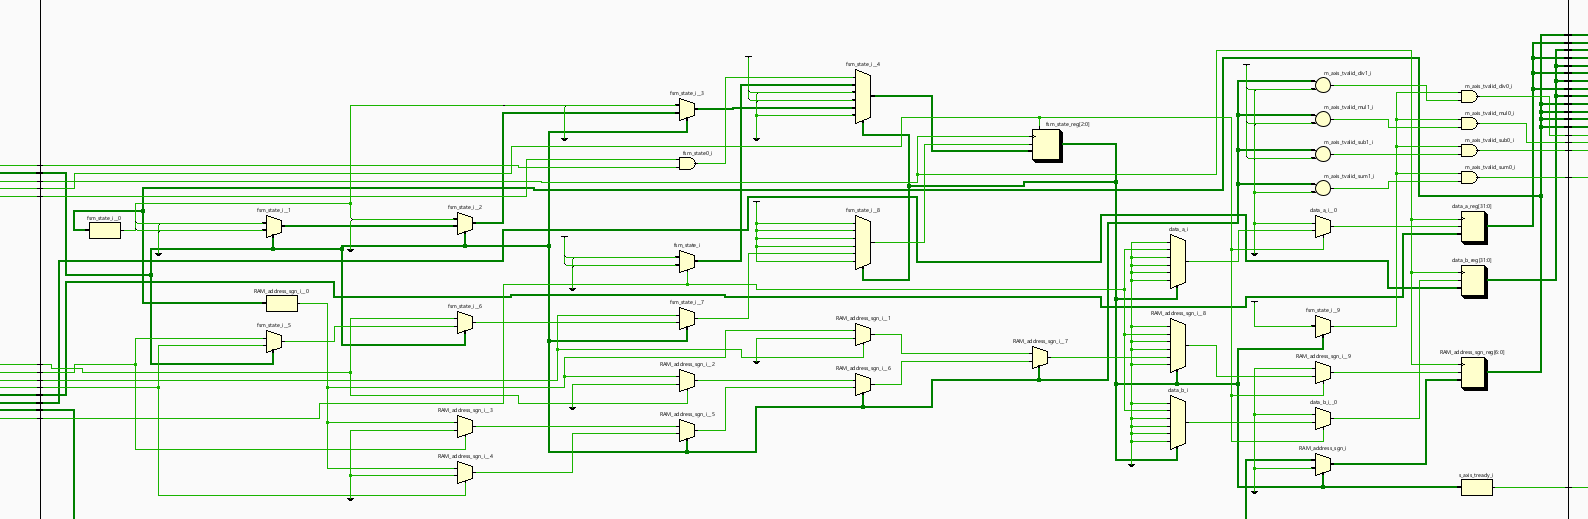 fsm_state_i__4
m_axis_tvalid_div1_i
m_axis_tvalid_div0_i
fsm_state_i__3
m_axis_tvalid_mul1_i
m_axis_tvalid_mul0_i
fsm_state_reg[2:0]
m_axis_tvalid_sub1_i
m_axis_tvalid_sub0_i
fsm_state0_i
m_axis_tvalid_sum1_i
m_axis_tvalid_sum0_i
fsm_state_i__0
fsm_state_i__1
fsm_state_i__2
fsm_state_i__8
data_a_i__0
data_a_reg[31:0]
data_a_i
fsm_state_i
data_b_reg[31:0]
RAM_address_sgn_i__0
fsm_state_i__6
fsm_state_i__7
RAM_address_sgn_i__1
RAM_address_sgn_i__8
fsm_state_i__9
fsm_state_i__5
RAM_address_sgn_i__7
RAM_address_sgn_i__2
RAM_address_sgn_i__6
RAM_address_sgn_i__9
RAM_address_sgn_reg[6:0]
data_b_i
data_b_i__0
RAM_address_sgn_i__3
RAM_address_sgn_i__5
RAM_address_sgn_i
RAM_address_sgn_i__4
s_axis_tready_i